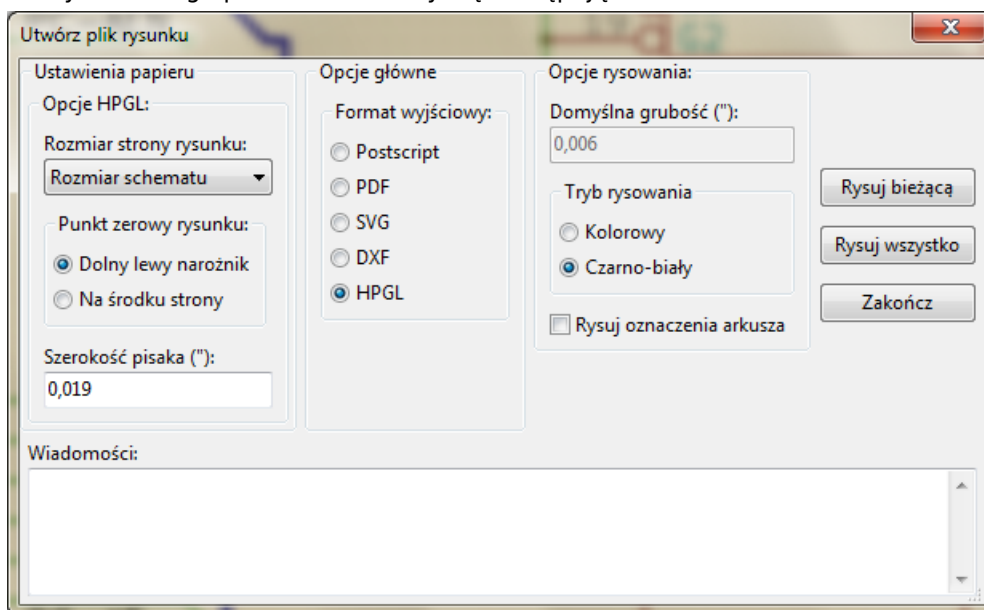 Utwórz plik rysunku
Ustawienia papieru
Opcje HPGL:
Rozmiar strony rysunku:
Rozmiar schematu
Punkt zerowy rysunku:
Dolny lewy narożnik
Na środku strony
Szerokość pisaka ("):
0,019
Opcje główne
Format wyjściowy:
Postscript
PDF
SVG
DXF
HPGL
Opcje rysowania:
Domyślna grubość ("):
0,006
Tryb rysowania
Kolorowy
Czarno-biały
Rysuj oznaczenia arkusza
Rysuj bieżącą
Rysuj wszystko
Zakończ
Wiadomości: